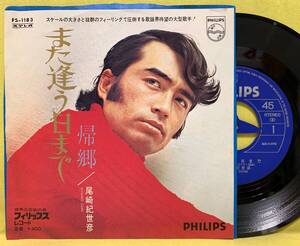 FS-1183
スケールの大きさと抜群のフィーリングで圧倒する歌謡界待望の大型歌手!
PHILIPS
また逢う日まで
帰郷
尾崎紀世彦
フィリップス
レコード
¥400
PHILIPS
PHILIPS
45
STEREO
1